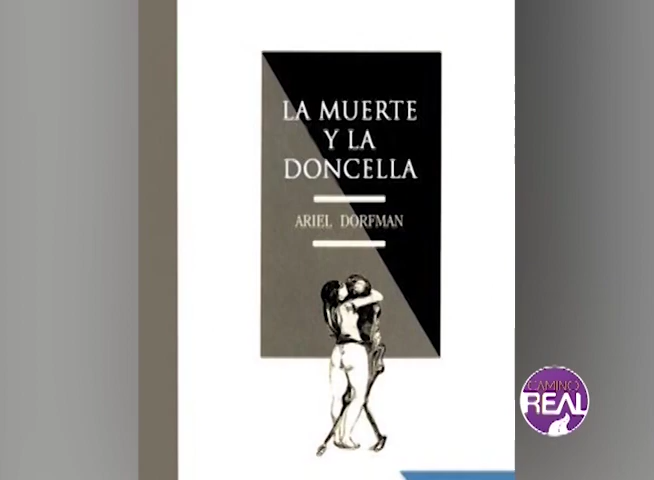 LA MUERTE
Y LA
DONCELLA
ARIEL DORFMAN
CAMINO
REAL